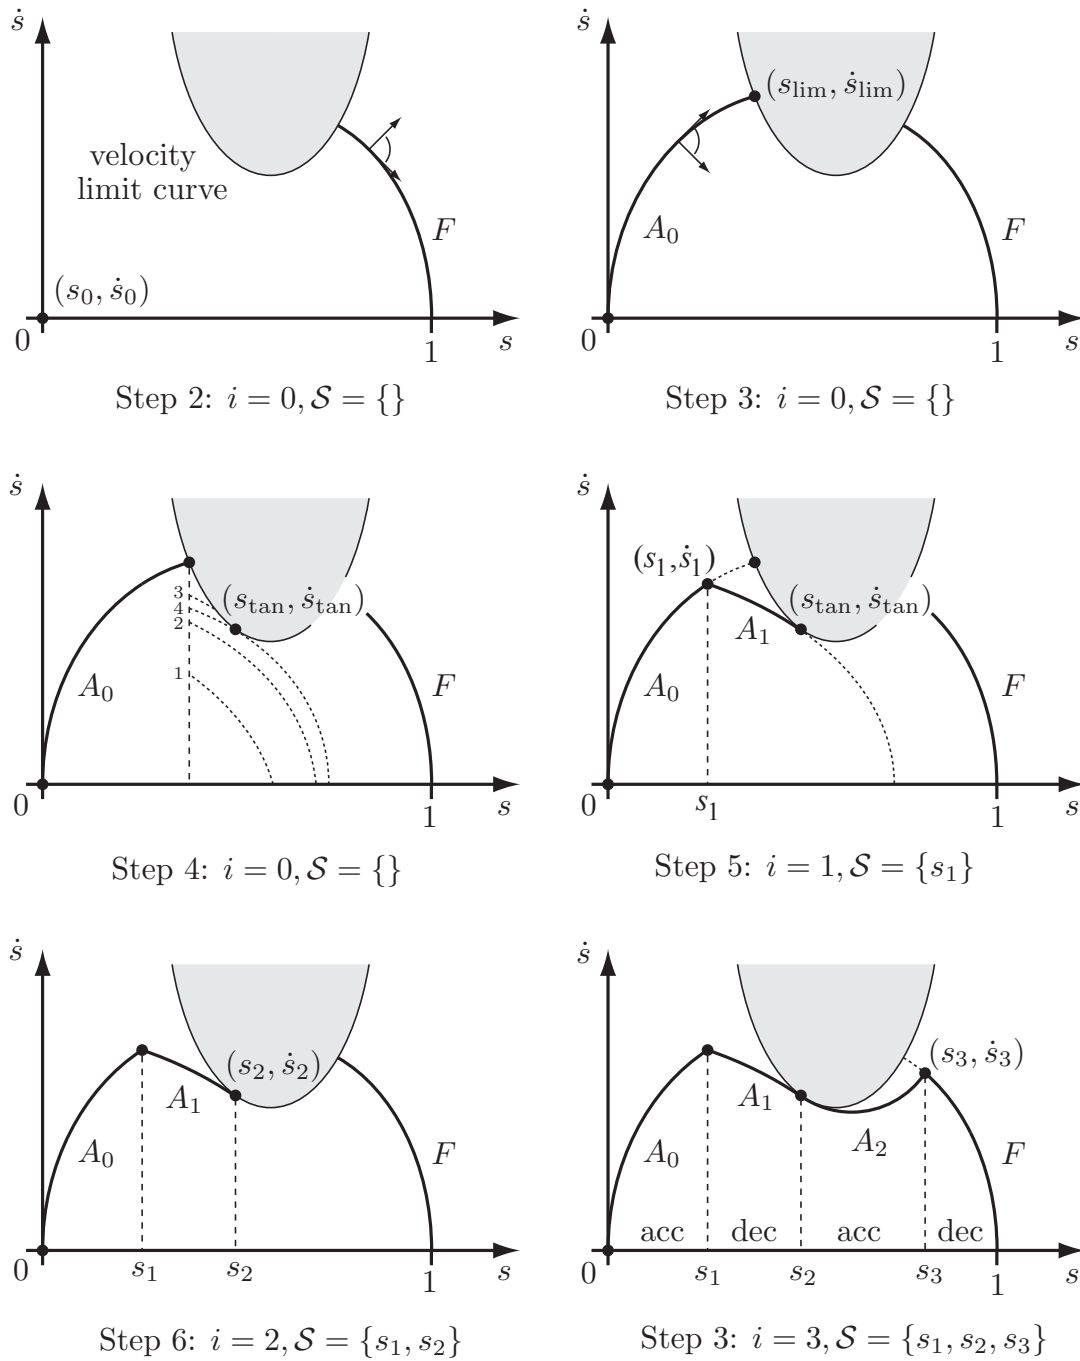 ṡ
velocity
limit curve
F
(s₀, ṡ₀)
0
1
s
Step 2: i = 0, 𝒮 = {}
ṡ
(s_lim, ṡ_lim)
A₀
F
0
1
s
Step 3: i = 0, 𝒮 = {}
ṡ
3
4
2
1
(s_tan, ṡ_tan)
A₀
F
0
1
s
Step 4: i = 0, 𝒮 = {}
ṡ
(s₁, ṡ₁)
(s_tan, ṡ_tan)
A₁
A₀
F
0
s₁
1
s
Step 5: i = 1, 𝒮 = {s₁}
ṡ
(s₂, ṡ₂)
A₁
A₀
F
0
s₁
s₂
1
s
Step 6: i = 2, 𝒮 = {s₁, s₂}
ṡ
(s₃, ṡ₃)
A₁
A₂
A₀
F
acc
dec
acc
dec
0
s₁
s₂
s₃
1
s
Step 3: i = 3, 𝒮 = {s₁, s₂, s₃}